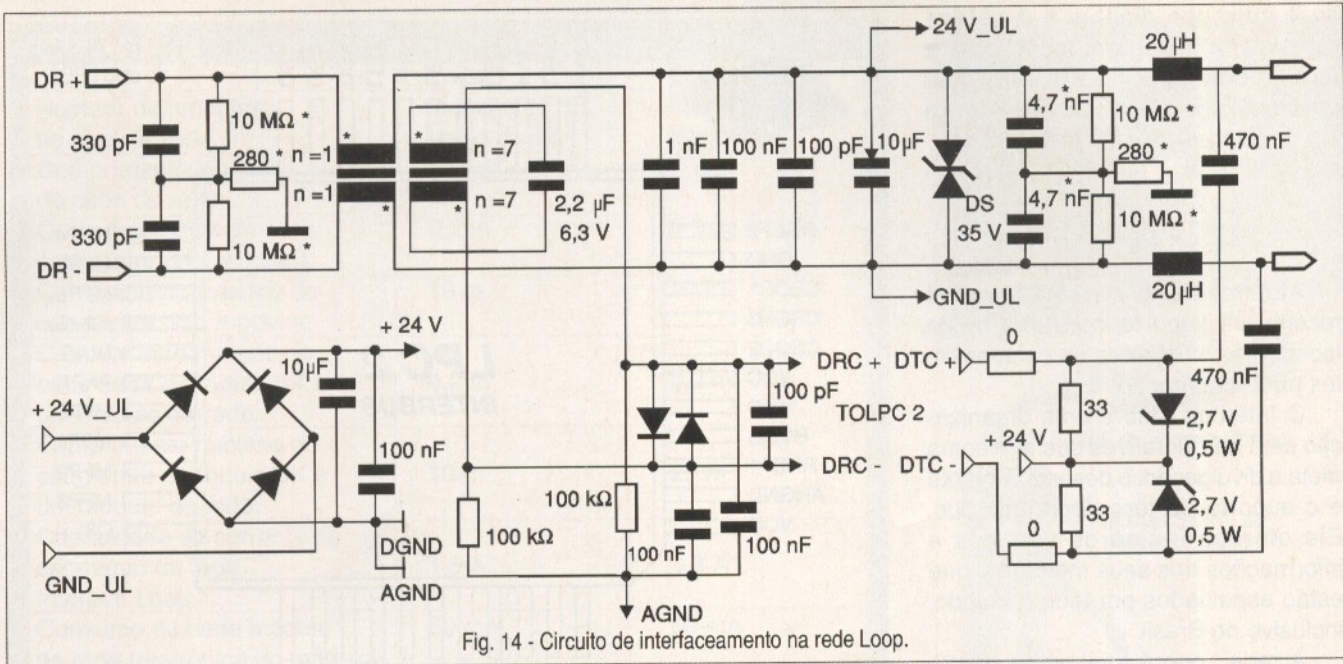 24 V_UL
20 µH
DR +
10 MΩ *
330 pF
280 *
n =1
n =1
330 pF
10 MΩ *
DR -
*
*
n =7
n =7
*
*
2,2 µF
6,3 V
1 nF
100 nF
100 pF
10µF
DS
*
4,7 nF
*
4,7 nF
35 V
*
10 MΩ
280 *
10 MΩ *
470 nF
GND_UL
20 µH
+ 24 V
10µF
+ 24 V_UL
100 nF
DGND
AGND
GND_UL
100 kΩ
100 kΩ
DRC +
100 pF
TOLPC 2
DRC -
100 nF
100 nF
AGND
DTC +
0
33
+ 24 V
DTC -
33
0
470 nF
2,7 V
0,5 W
2,7 V
0,5 W
LPC 2
INTERBUS
Fig. 14 - Circuito de interfaceamento na rede Loop.